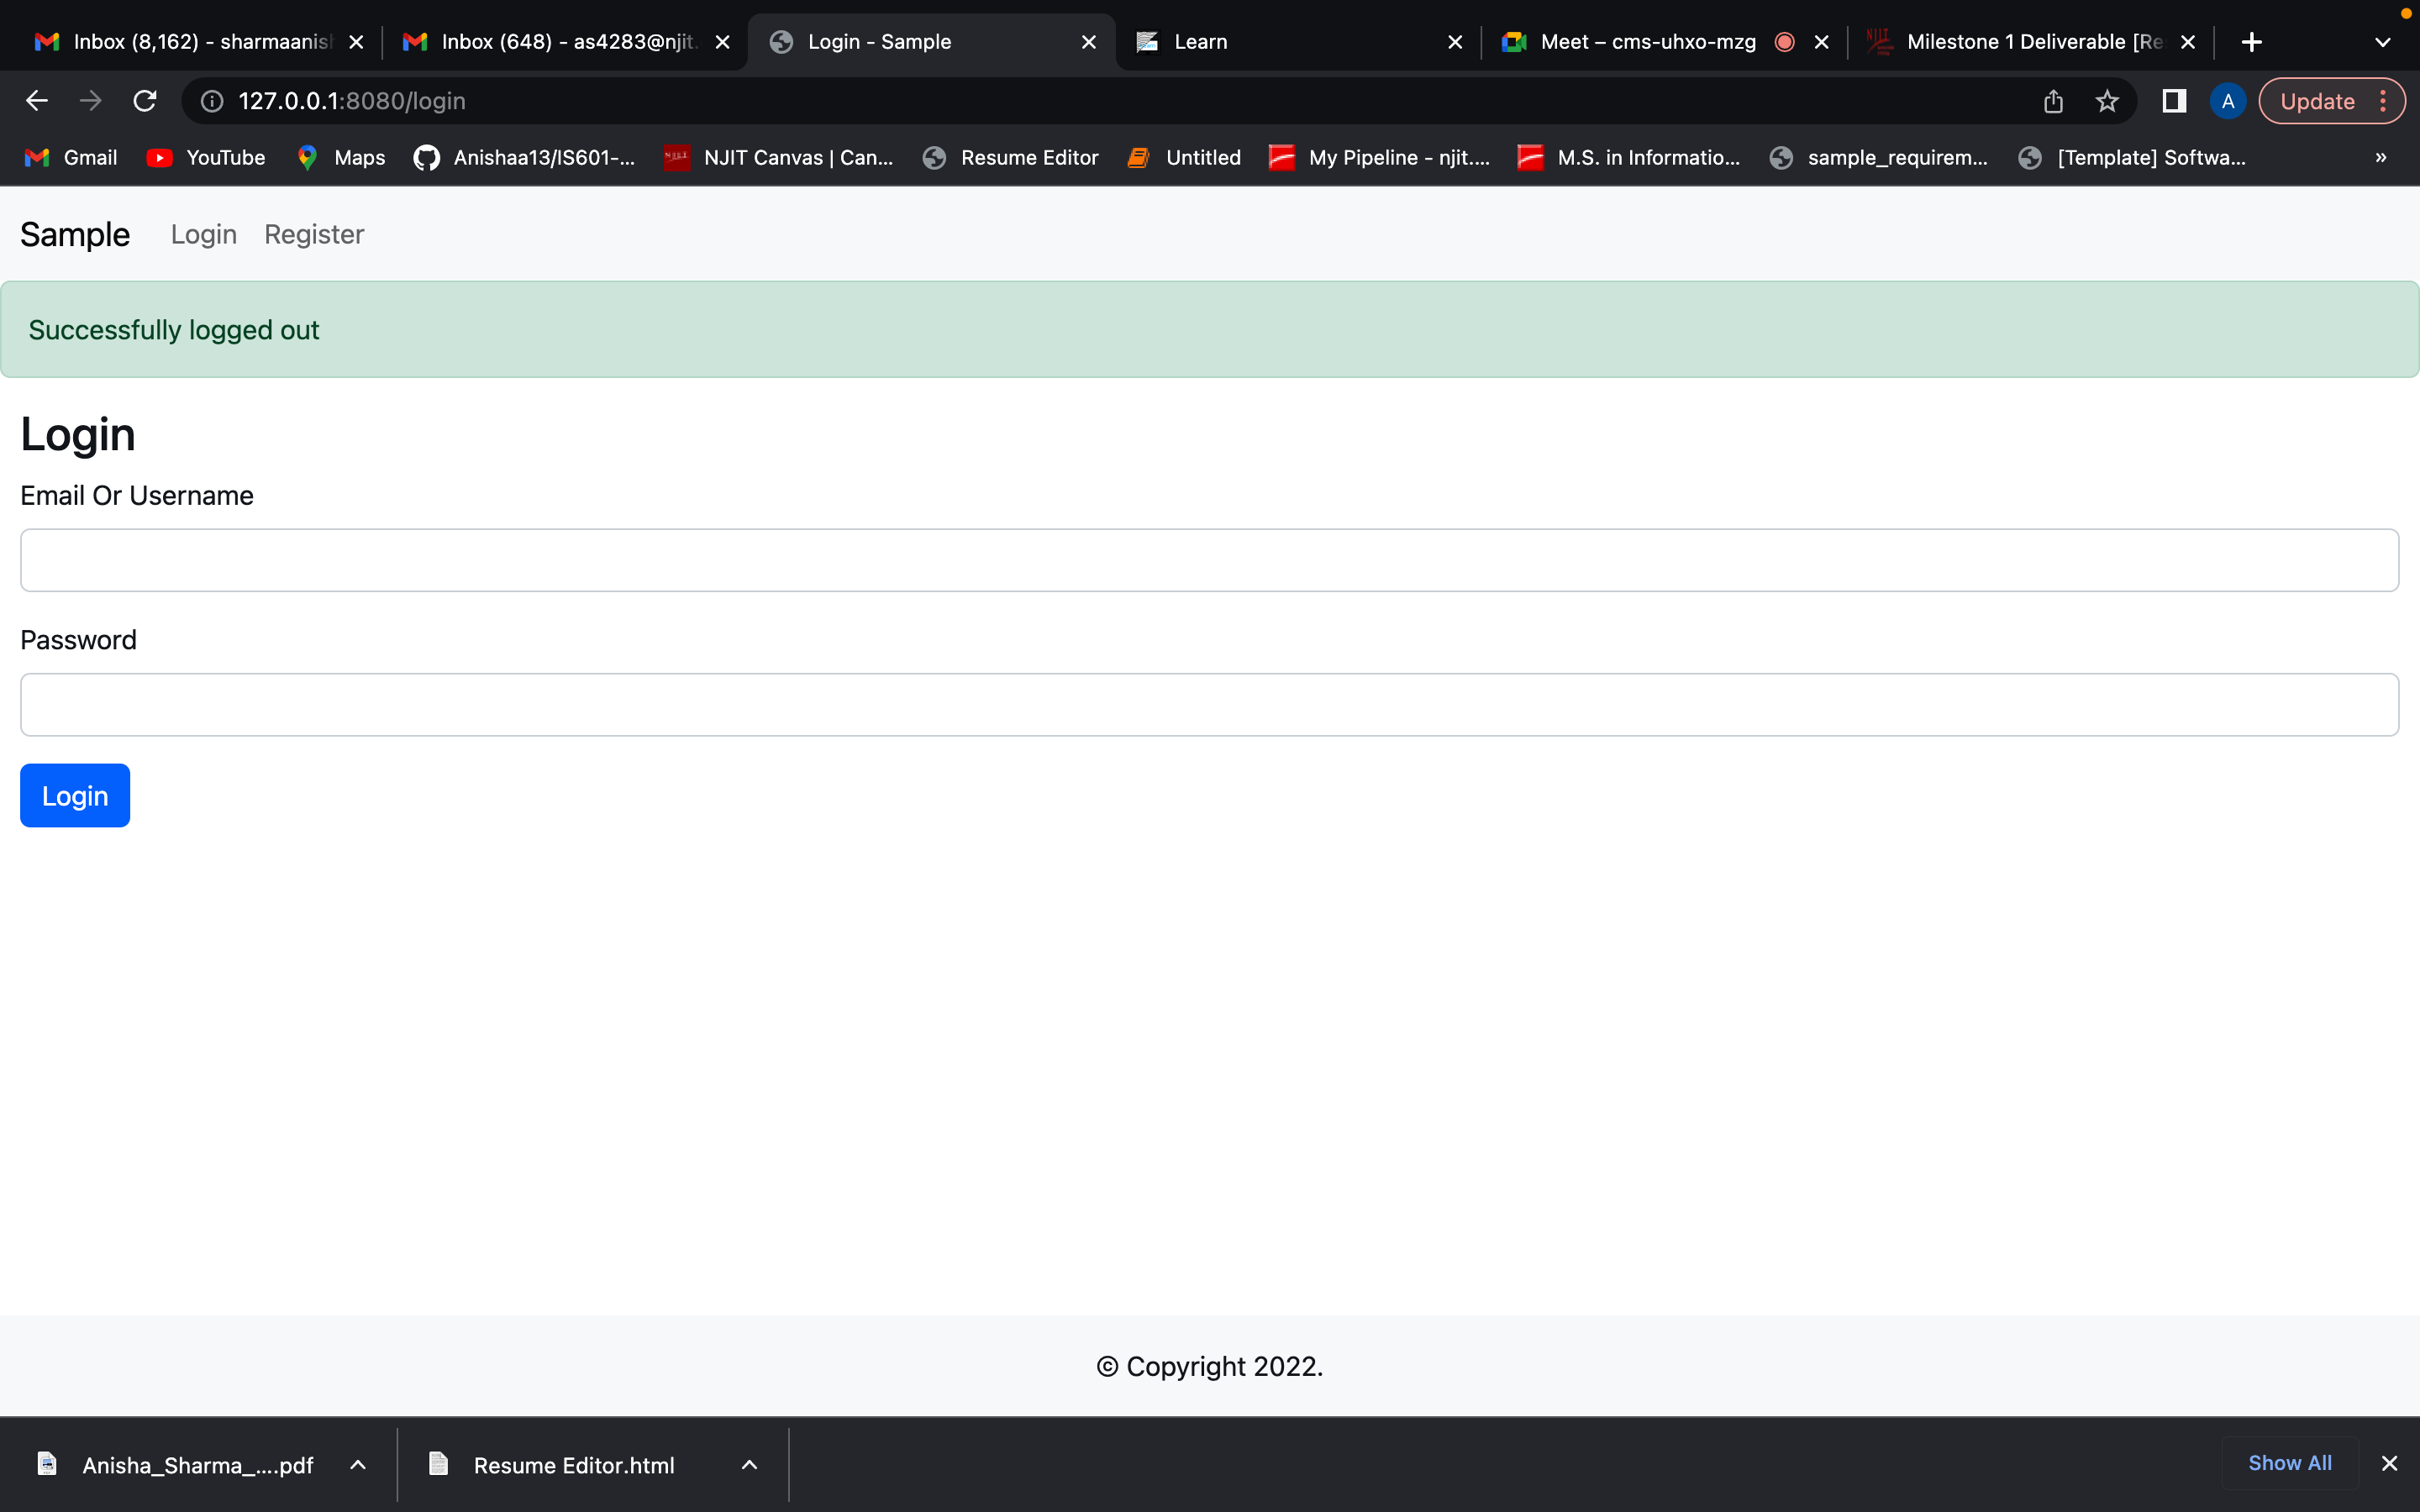 Inbox (8,162) - sharmaanish
Inbox (648) - as4283@njit.
Login - Sample
Learn
Meet – cms-uhxo-mzg
Milestone 1 Deliverable [Re
127.0.0.1:8080/login
A
Update
Gmail
YouTube
Maps
Anishaa13/IS601-...
NJIT Canvas | Can...
Resume Editor
Untitled
My Pipeline - njit....
M.S. in Informatio...
sample_requirem...
[Template] Softwa...
»
Sample
Login
Register
Successfully logged out
Login
Email Or Username
Password
Login
© Copyright 2022.
Anisha_Sharma_....pdf
Resume Editor.html
Show All